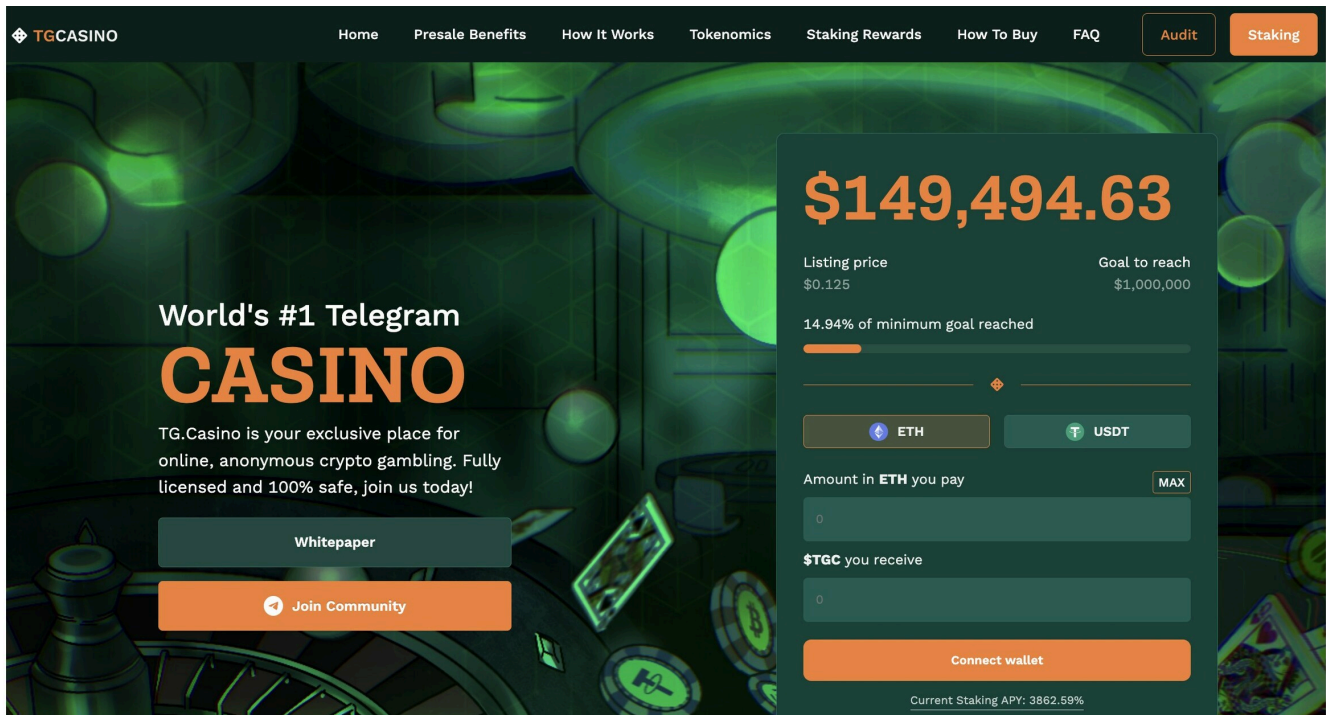 TGCASINO
Home Presale Benefits How It Works Tokenomics Staking Rewards How To Buy FAQ Audit Staking
World's #1 Telegram
CASINO
TG.Casino is your exclusive place for
online, anonymous crypto gambling. Fully
licensed and 100% safe, join us today!
Whitepaper
Join Community
$149,494.63
Listing price Goal to reach
$0.125 $1,000,000
14.94% of minimum goal reached
ETH USDT
Amount in ETH you pay MAX
0
$TGC you receive
0
Connect wallet
Current Staking APY: 3862.59%